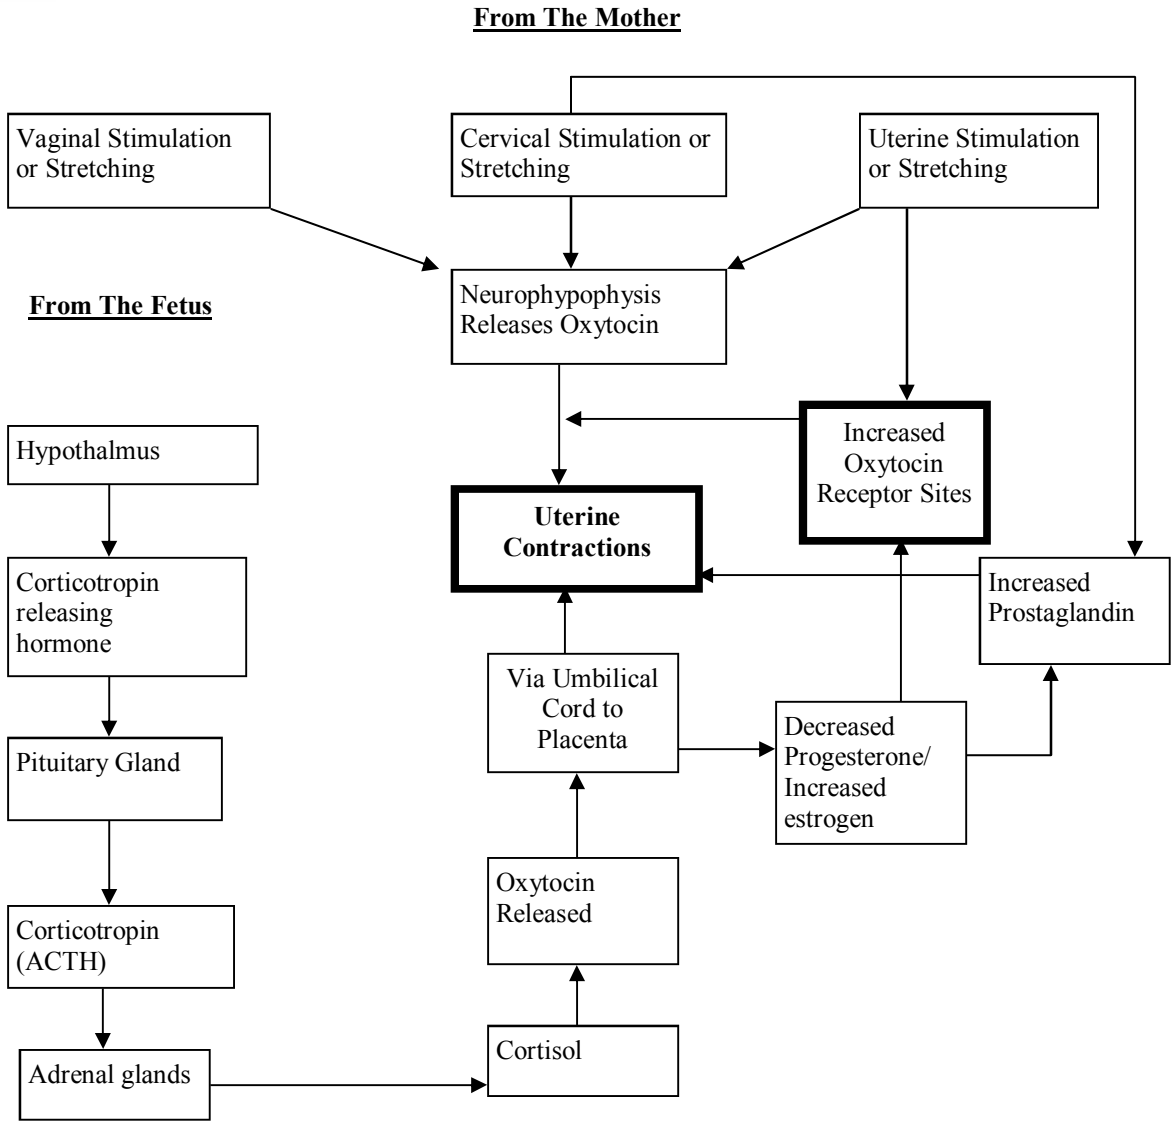 From The Mother
Vaginal Stimulation
or Stretching
Cervical Stimulation or
Stretching
Uterine Stimulation
or Stretching
Neurophypophysis
Releases Oxytocin
From The Fetus
Hypothalmus
Corticotropin
releasing
hormone
Pituitary Gland
Corticotropin
(ACTH)
Adrenal glands
Increased
Oxytocin
Receptor Sites
Uterine
Contractions
Increased
Prostaglandin
Via Umbilical
Cord to
Placenta
Decreased
Progesterone/
Increased
estrogen
Oxytocin
Released
Cortisol